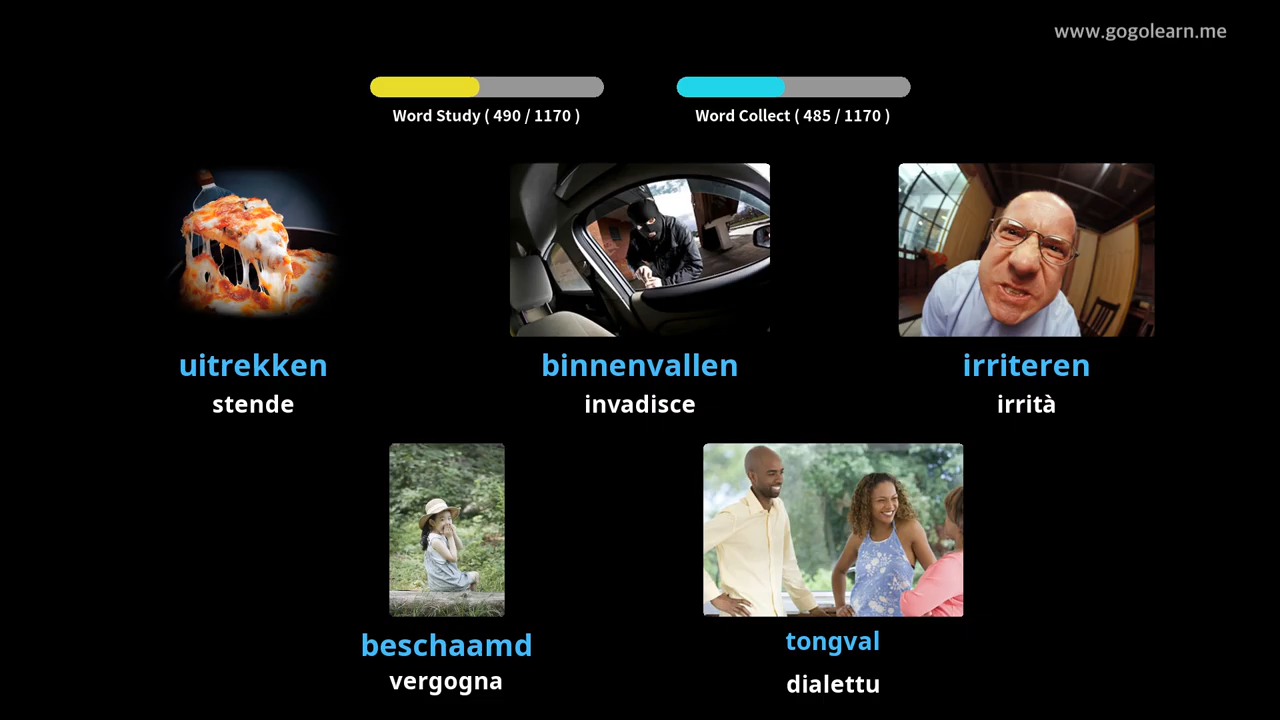 www.gogolearn.me
Word Study ( 490 / 1170 )
Word Collect ( 485 / 1170 )
uitrekken
stende
binnenvallen
invadisce
irriteren
irrità
beschaamd
vergogna
tongval
dialettu